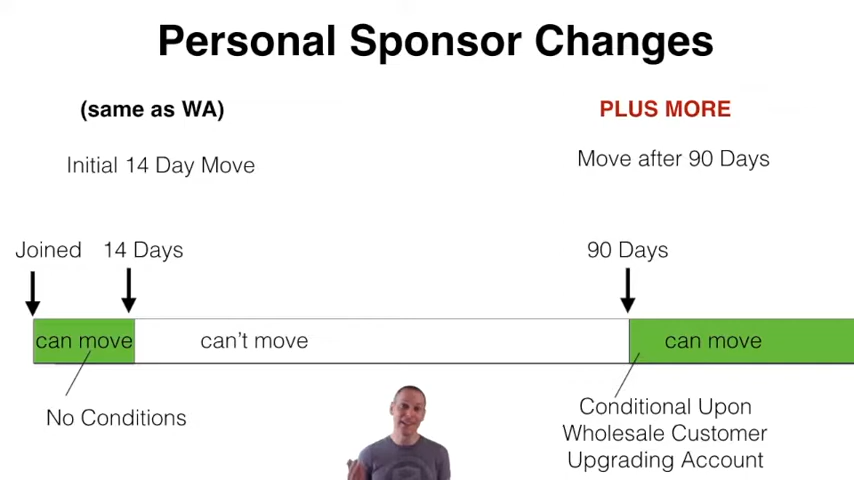 Personal Sponsor Changes
(same as WA)
PLUS MORE
Initial 14 Day Move
Move after 90 Days
Joined
14 Days
90 Days
can move
can't move
can move
No Conditions
Conditional Upon
Wholesale Customer
Upgrading Account